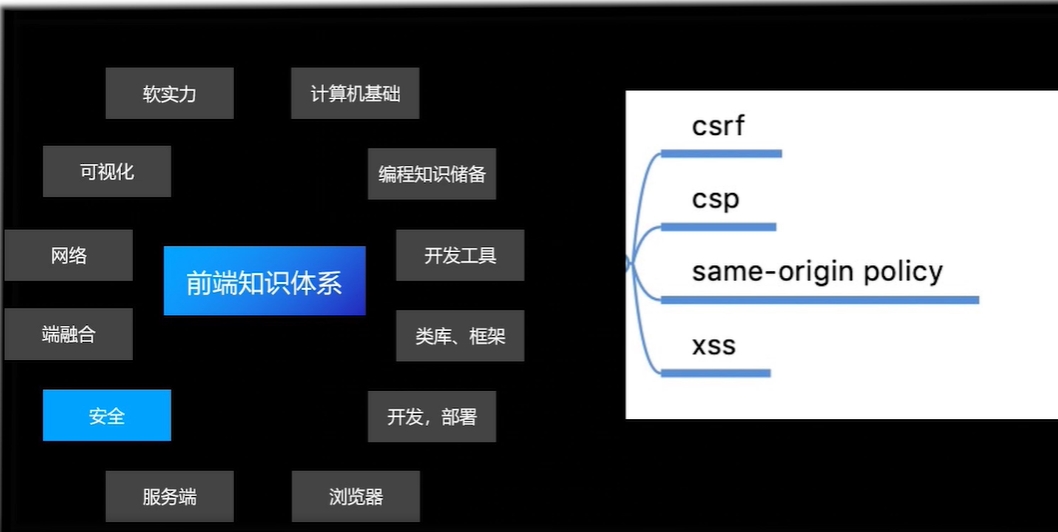 软实力
计算机基础
可视化
编程知识储备
网络
前端知识体系
开发工具
端融合
类库、框架
安全
开发，部署
服务端
浏览器
csrf
csp
same-origin policy
xss